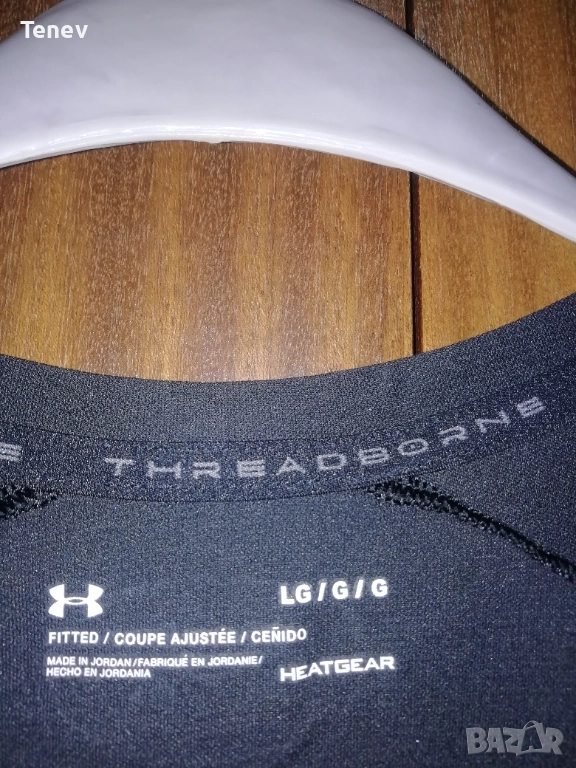 Tenev
E THREADBORNE
LG / G / G
FITTED / COUPE AJUSTÉE / CEÑIDO
MADE IN JORDAN/FABRIQUÉ EN JORDANIE/
HECHO EN JORDANIA
HEATGEAR
BAZAR